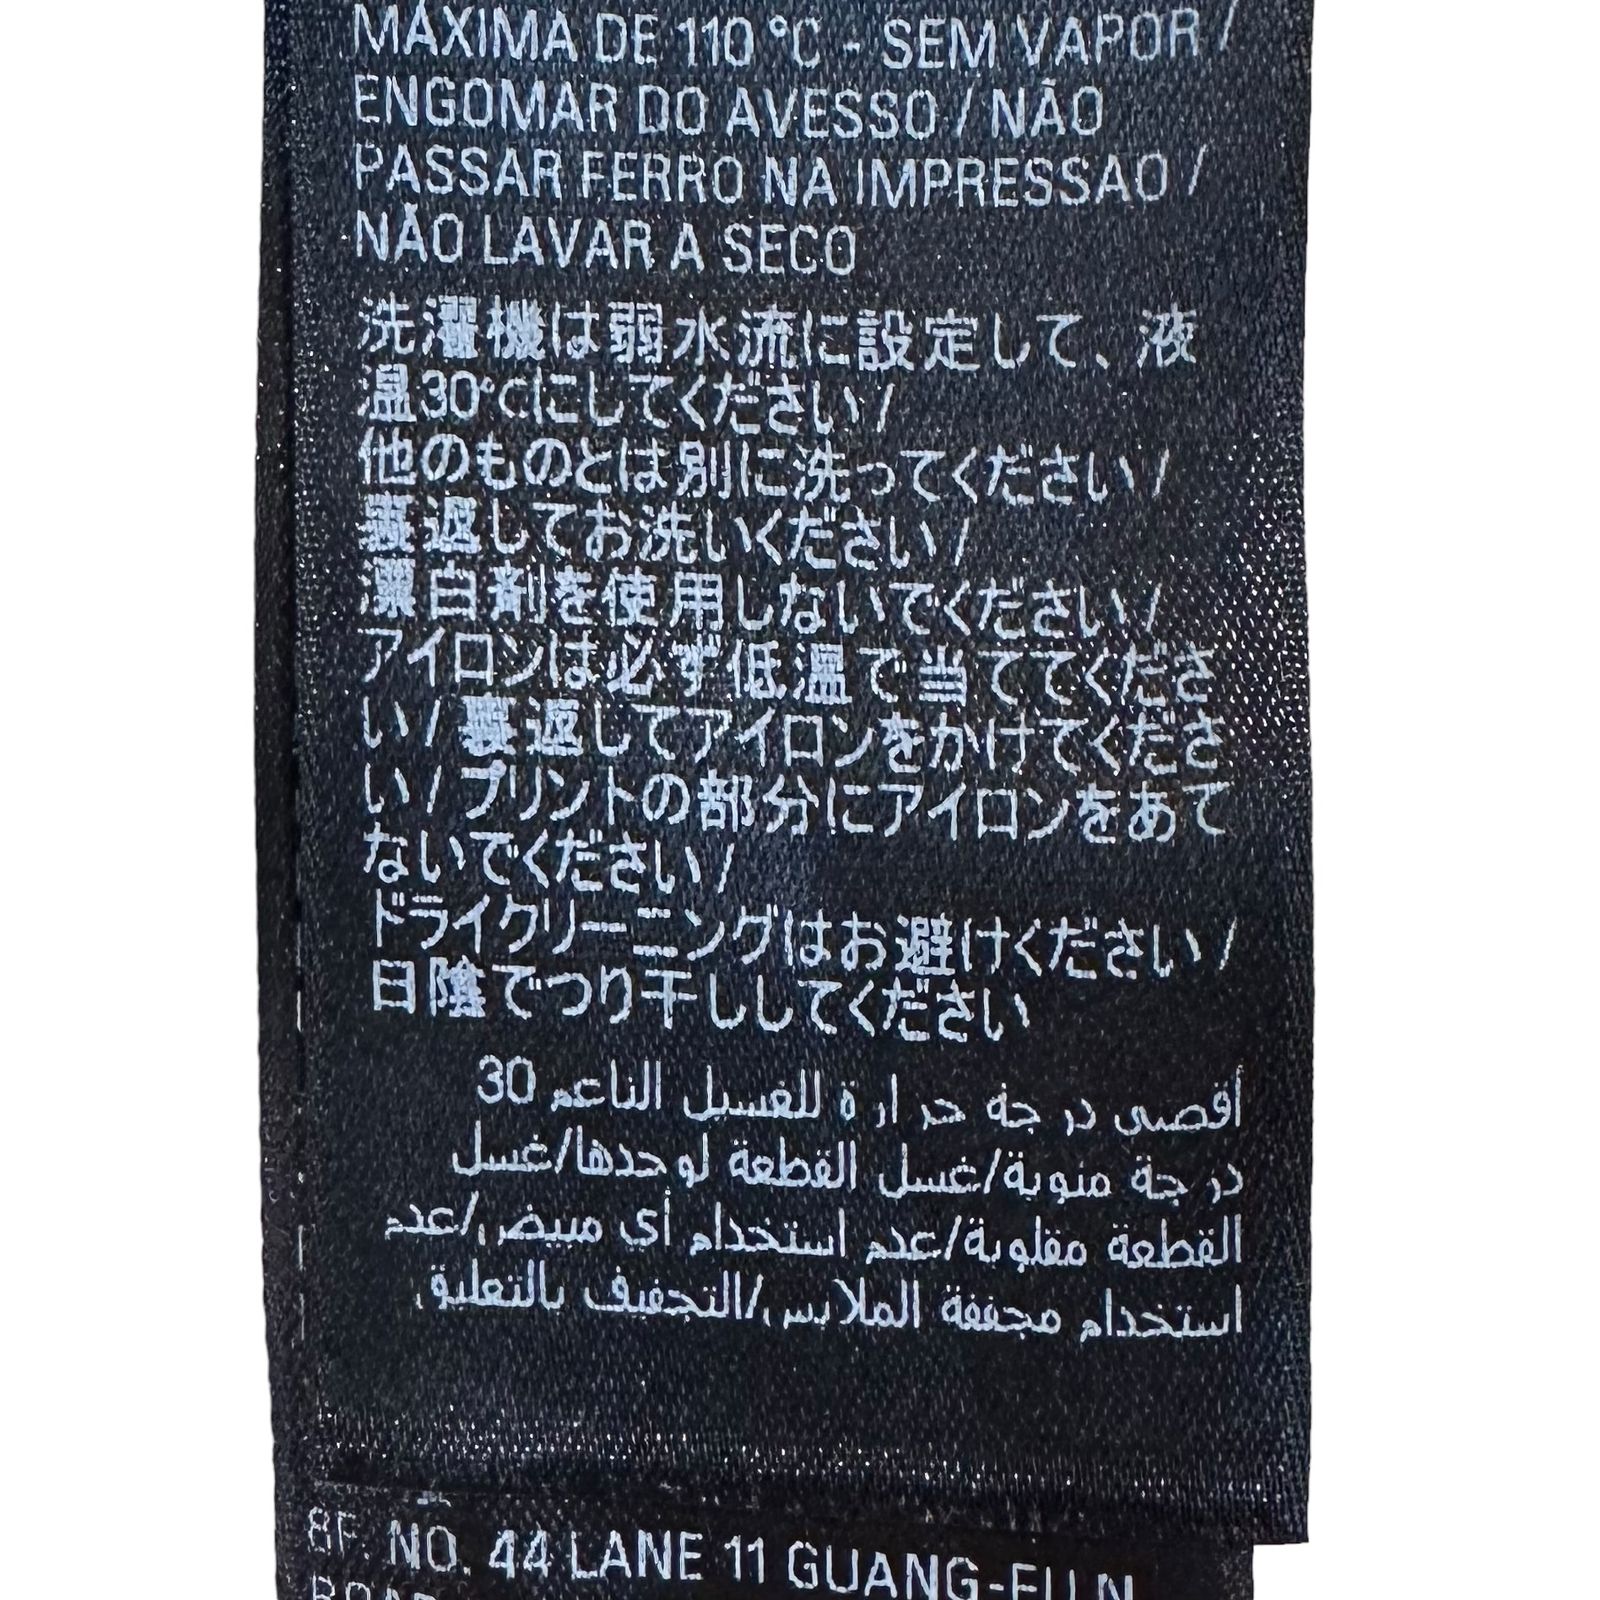 MÁXIMA DE 110 °C - SEM VAPOR /
ENGOMAR DO AVESSO / NÃO
PASSAR FERRO NA IMPRESSAO /
NÃO LAVAR A SECO
洗濯機は弱水流に設定して、液
温30℃にしてください/
他のものとは別に洗ってください/
裏返してお洗いください/
漂白剤を使用しないでください/
アイロンは必ず低温で当ててくださ
い/裏返してアイロンをかけてくださ
い/プリントの部分にアイロンをあて
ないでください/
ドライクリーニングはお避けください/
日陰でつり干ししてください
أقصى درجة حرارة للغسيل الناعم 30
درجة مئوية/غسل القطعة لوحدها/غسل
القطعة مقلوبة/عدم استخدام أي مبيض/عدم
استخدام مجففة الملابس/التجفيف بالتعليق
8F. NO. 44 LANE 11 GUANG-FU N.
ROAD